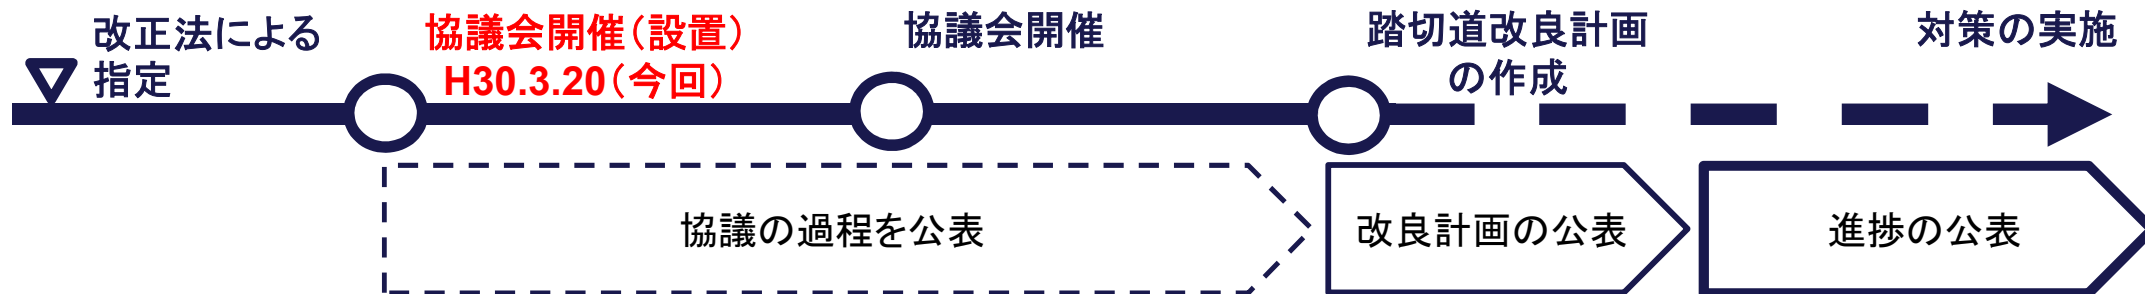 改正法による
指定
協議会開催（設置）
H30.3.20（今回）
協議会開催
踏切道改良計画
の作成
対策の実施
協議の過程を公表
改良計画の公表
進捗の公表